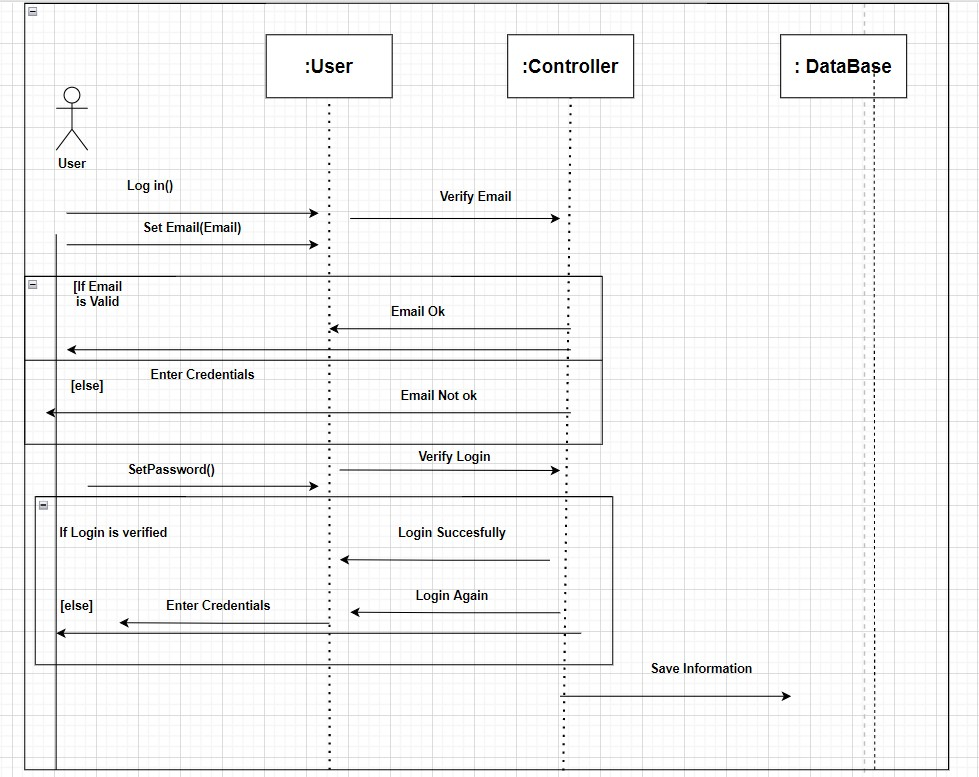 :User
:Controller
: DataBase
User
Log in()
Verify Email
Set Email(Email)
[If Email
is Valid
Email Ok
Enter Credentials
[else]
Email Not ok
Verify Login
SetPassword()
If Login is verified
Login Succesfully
Login Again
[else]
Enter Credentials
Save Information